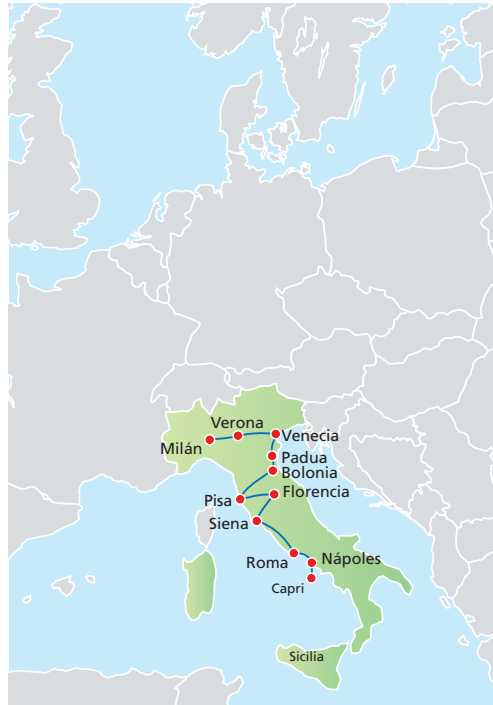 Verona
Venecia
Milán
Padua
Bolonia
Florencia
Pisa
Siena
Roma
Nápoles
Capri
Sicilia